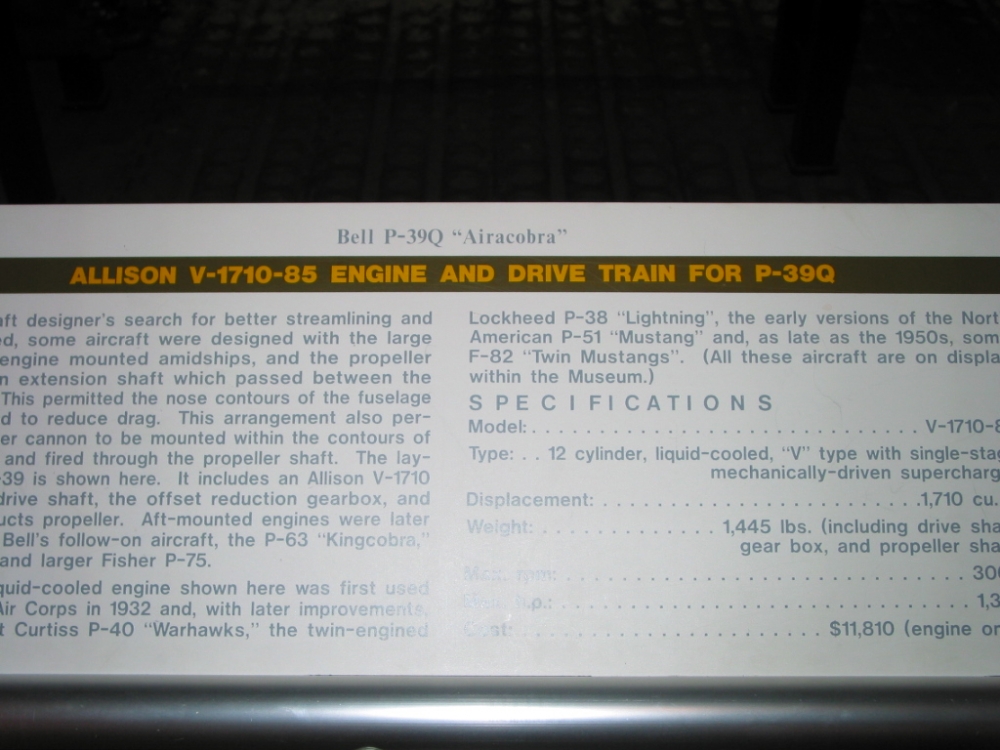 Bell P-39Q “Airacobra”
ALLISON V-1710-85 ENGINE AND DRIVE TRAIN FOR P-39Q
aft designer's search for better streamlining and
ed, some aircraft were designed with the large
engine mounted amidships, and the propeller
n extension shaft which passed between the
This permitted the nose contours of the fuselage
d to reduce drag. This arrangement also per-
er cannon to be mounted within the contours of
and fired through the propeller shaft. The lay-
-39 is shown here. It includes an Allison V-1710
drive shaft, the offset reduction gearbox, and
ucts propeller. Aft-mounted engines were later
Bell's follow-on aircraft, the P-63 “Kingcobra,”
and larger Fisher P-75.
quid-cooled engine shown here was first used
Air Corps in 1932 and, with later improvements,
t Curtiss P-40 “Warhawks,” the twin-engined
Lockheed P-38 “Lightning”, the early versions of the Nort
American P-51 “Mustang” and, as late as the 1950s, som
F-82 “Twin Mustangs”. (All these aircraft are on displa
within the Museum.)
SPECIFICATIONS
Model: . . . . . . . . . . . . . . . . . . . . . . . . . . . . . . . V-1710-8
Type: . . 12 cylinder, liquid-cooled, “V” type with single-stag
mechanically-driven supercharg
Displacement: . . . . . . . . . . . . . . . . . . . . . . . . . .1,710 cu.
Weight: . . . . . . . . . . . . . . 1,445 lbs. (including drive sha
gear box, and propeller sha
Max. rpm: . . . . . . . . . . . . . . . . . . . . . . . . . . . . . . . . 300
h.p.: . . . . . . . . . . . . . . . . . . . . . . . . . . . . . . . . . 1,3
Cost: . . . . . . . . . . . . . . . . . . . . . . . $11,810 (engine on